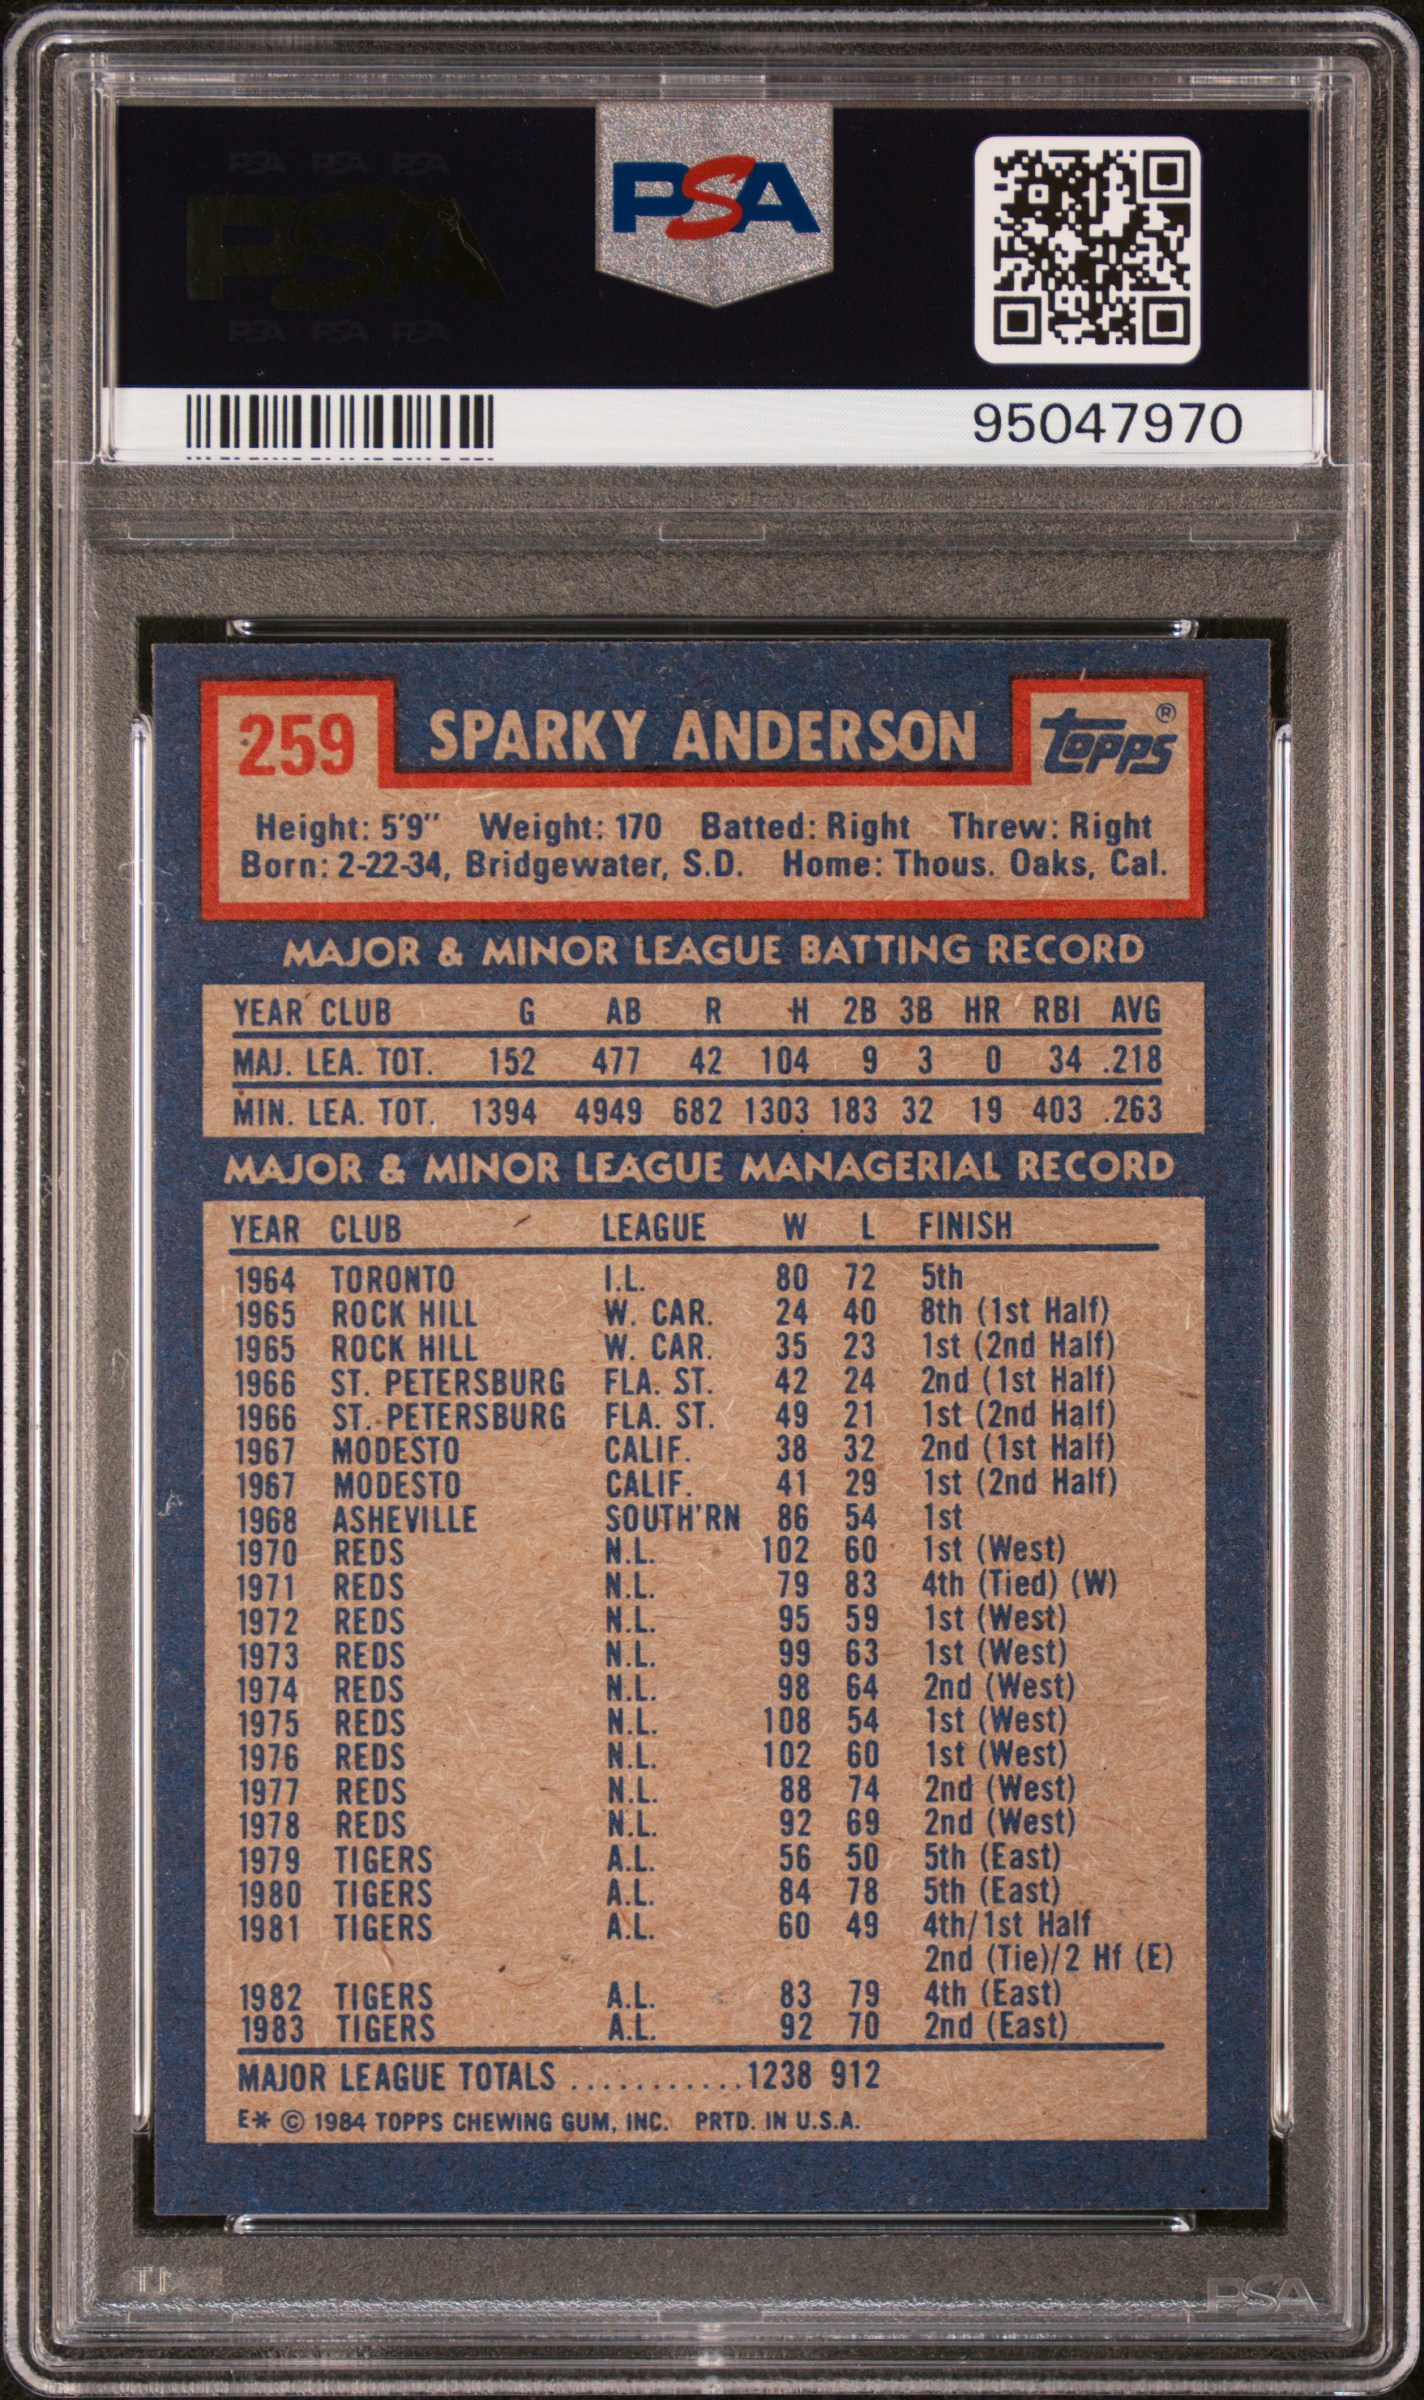 PSA PSA PSA
PSA
PSA PSA PSA
PSA
95047970
259 SPARKY ANDERSON Topps ®
Height: 5'9" Weight: 170 Batted: Right Threw: Right
Born: 2-22-34, Bridgewater, S.D. Home: Thous. Oaks, Cal.
MAJOR & MINOR LEAGUE BATTING RECORD
YEAR CLUB G AB R H 2B 3B HR RBI AVG
MAJ. LEA. TOT. 152 477 42 104 9 3 0 34 .218
MIN. LEA. TOT. 1394 4949 682 1303 183 32 19 403 .263
MAJOR & MINOR LEAGUE MANAGERIAL RECORD
YEAR CLUB LEAGUE W L FINISH
1964 TORONTO I.L. 80 72 5th
1965 ROCK HILL W. CAR. 24 40 8th (1st Half)
1965 ROCK HILL W. CAR. 35 23 1st (2nd Half)
1966 ST. PETERSBURG FLA. ST. 42 24 2nd (1st Half)
1966 ST. PETERSBURG FLA. ST. 49 21 1st (2nd Half)
1967 MODESTO CALIF. 38 32 2nd (1st Half)
1967 MODESTO CALIF. 41 29 1st (2nd Half)
1968 ASHEVILLE SOUTH'RN 86 54 1st
1970 REDS N.L. 102 60 1st (West)
1971 REDS N.L. 79 83 4th (Tied) (W)
1972 REDS N.L. 95 59 1st (West)
1973 REDS N.L. 99 63 1st (West)
1974 REDS N.L. 98 64 2nd (West)
1975 REDS N.L. 108 54 1st (West)
1976 REDS N.L. 102 60 1st (West)
1977 REDS N.L. 88 74 2nd (West)
1978 REDS N.L. 92 69 2nd (West)
1979 TIGERS A.L. 56 50 5th (East)
1980 TIGERS A.L. 84 78 5th (East)
1981 TIGERS A.L. 60 49 4th/1st Half
2nd (Tie)/2 Hf (E)
1982 TIGERS A.L. 83 79 4th (East)
1983 TIGERS A.L. 92 70 2nd (East)
MAJOR LEAGUE TOTALS ........... 1238 912
E* © 1984 TOPPS CHEWING GUM, INC. PRTD. IN U.S.A.
PSA